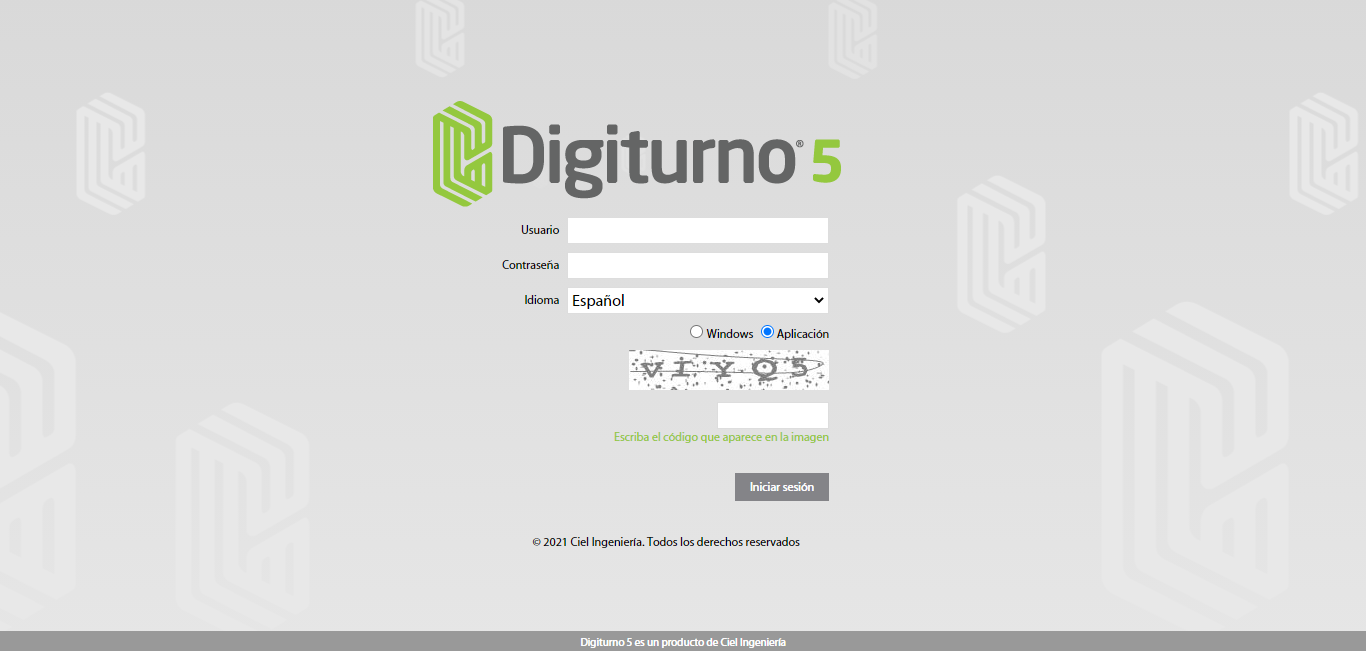 Digiturno® 5
Usuario
Contraseña
Idioma Español
Windows Aplicación
VIYQ5
Escriba el código que aparece en la imagen
Iniciar sesión
© 2021 Ciel Ingeniería. Todos los derechos reservados
Digiturno 5 es un producto de Ciel Ingeniería